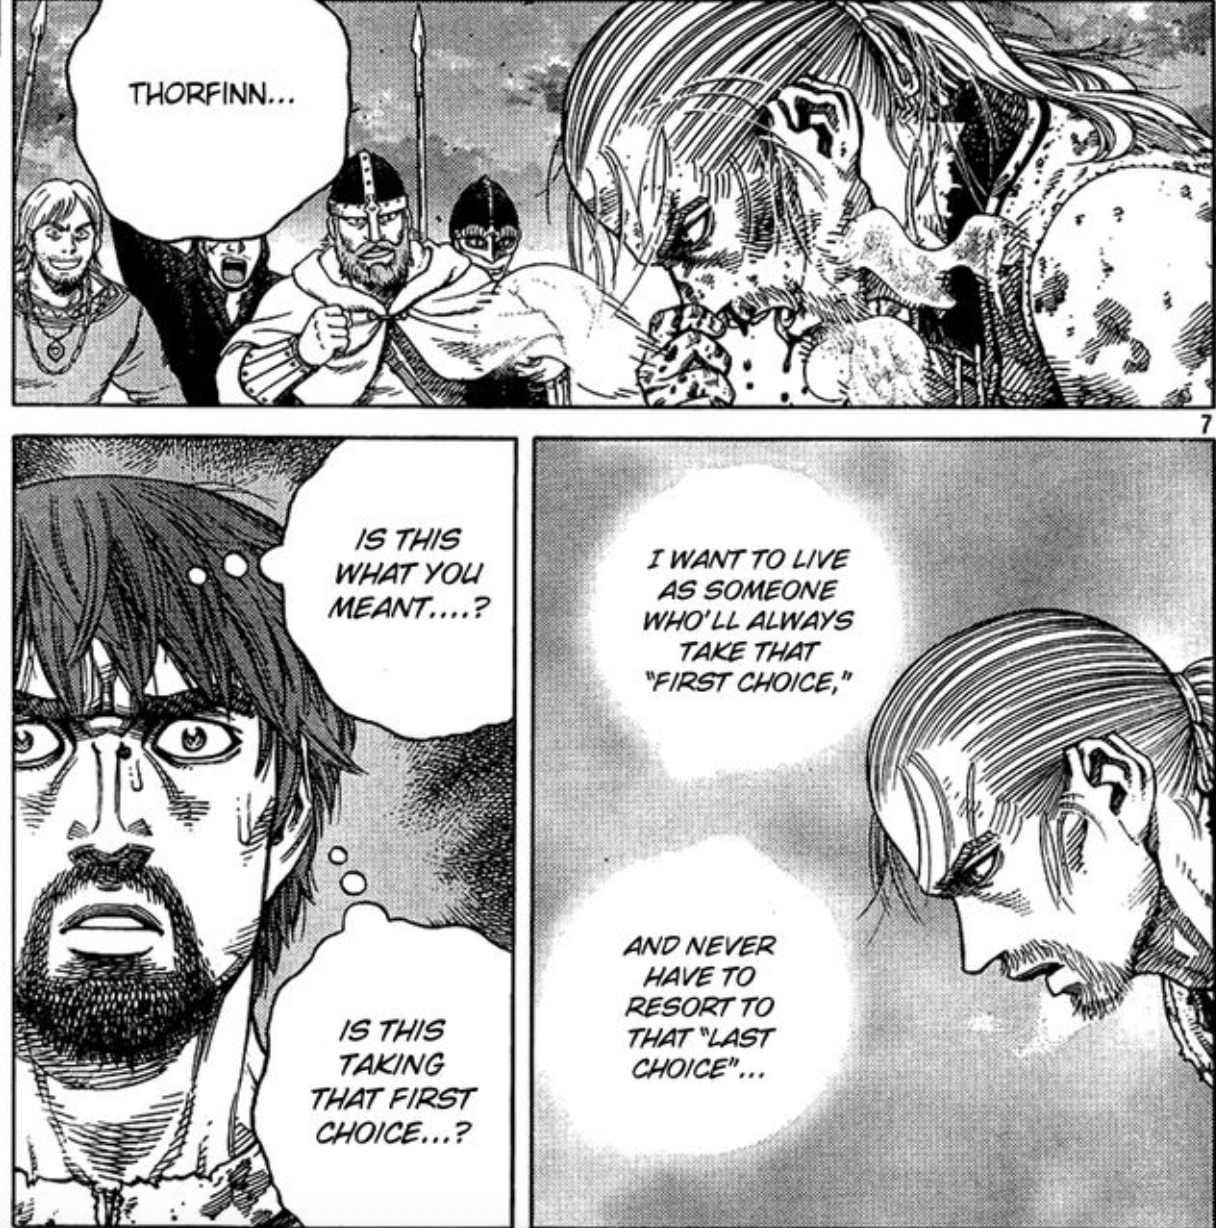 THORFINN...
7
I WANT TO LIVE
AS SOMEONE
WHO'LL ALWAYS
TAKE THAT
"FIRST CHOICE,"
AND NEVER
HAVE TO
RESORT TO
THAT "LAST
CHOICE"...
IS THIS
WHAT YOU
MEANT....?
IS THIS
TAKING
THAT FIRST
CHOICE...?